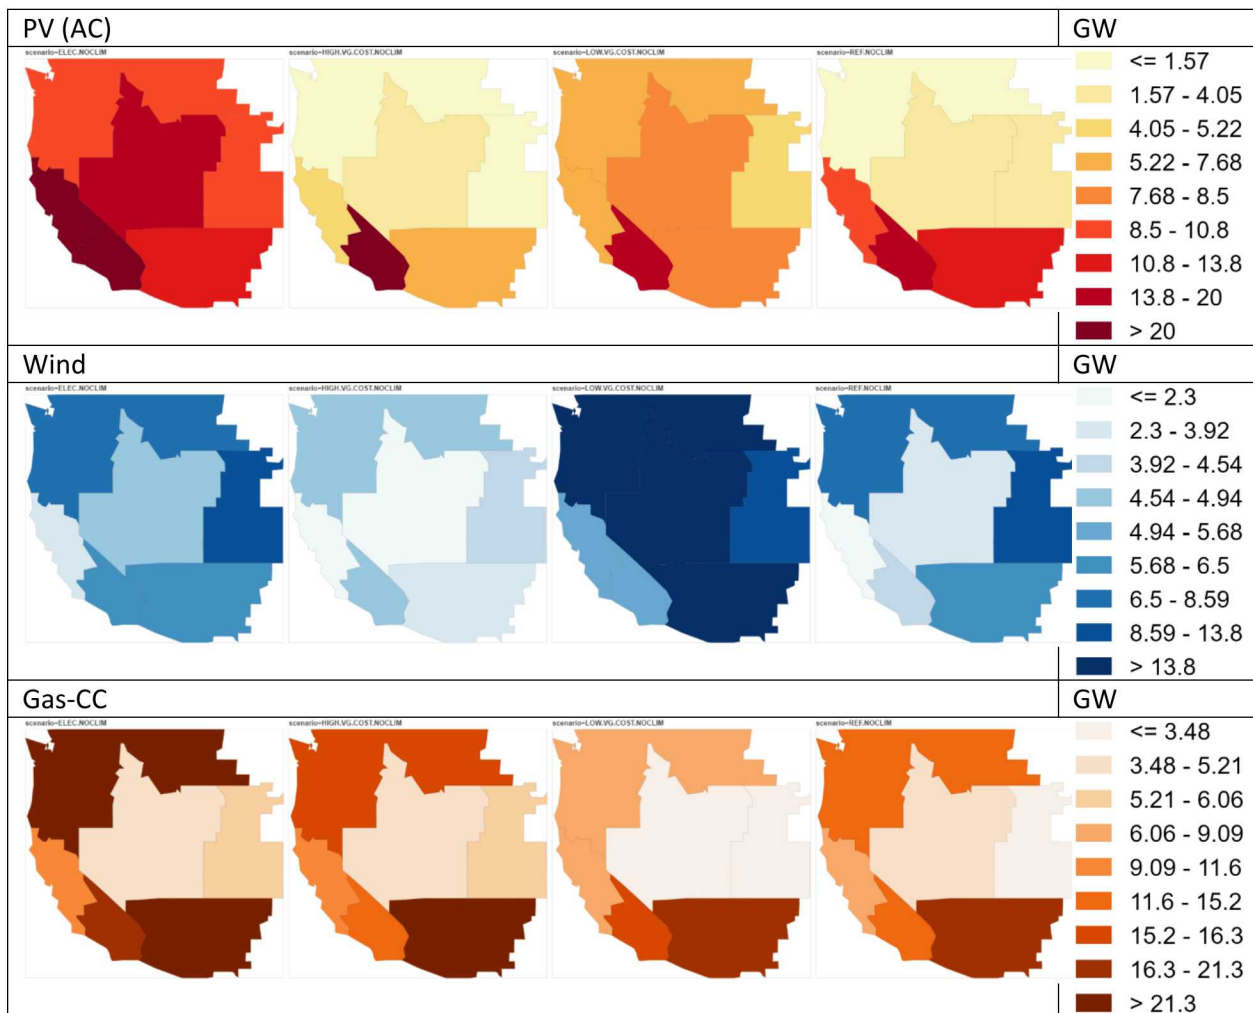 PV (AC)
GW
scenario=ELEC.NOCLIM
scenario=HIGH.VG.COST.NOCLIM
scenario=LOW.VG.COST.NOCLIM
scenario=REF.NOCLIM
<= 1.57
1.57 - 4.05
4.05 - 5.22
5.22 - 7.68
7.68 - 8.5
8.5 - 10.8
10.8 - 13.8
13.8 - 20
> 20
Wind
GW
scenario=ELEC.NOCLIM
scenario=HIGH.VG.COST.NOCLIM
scenario=LOW.VG.COST.NOCLIM
scenario=REF.NOCLIM
<= 2.3
2.3 - 3.92
3.92 - 4.54
4.54 - 4.94
4.94 - 5.68
5.68 - 6.5
6.5 - 8.59
8.59 - 13.8
> 13.8
Gas-CC
GW
scenario=ELEC.NOCLIM
scenario=HIGH.VG.COST.NOCLIM
scenario=LOW.VG.COST.NOCLIM
scenario=REF.NOCLIM
<= 3.48
3.48 - 5.21
5.21 - 6.06
6.06 - 9.09
9.09 - 11.6
11.6 - 15.2
15.2 - 16.3
16.3 - 21.3
> 21.3